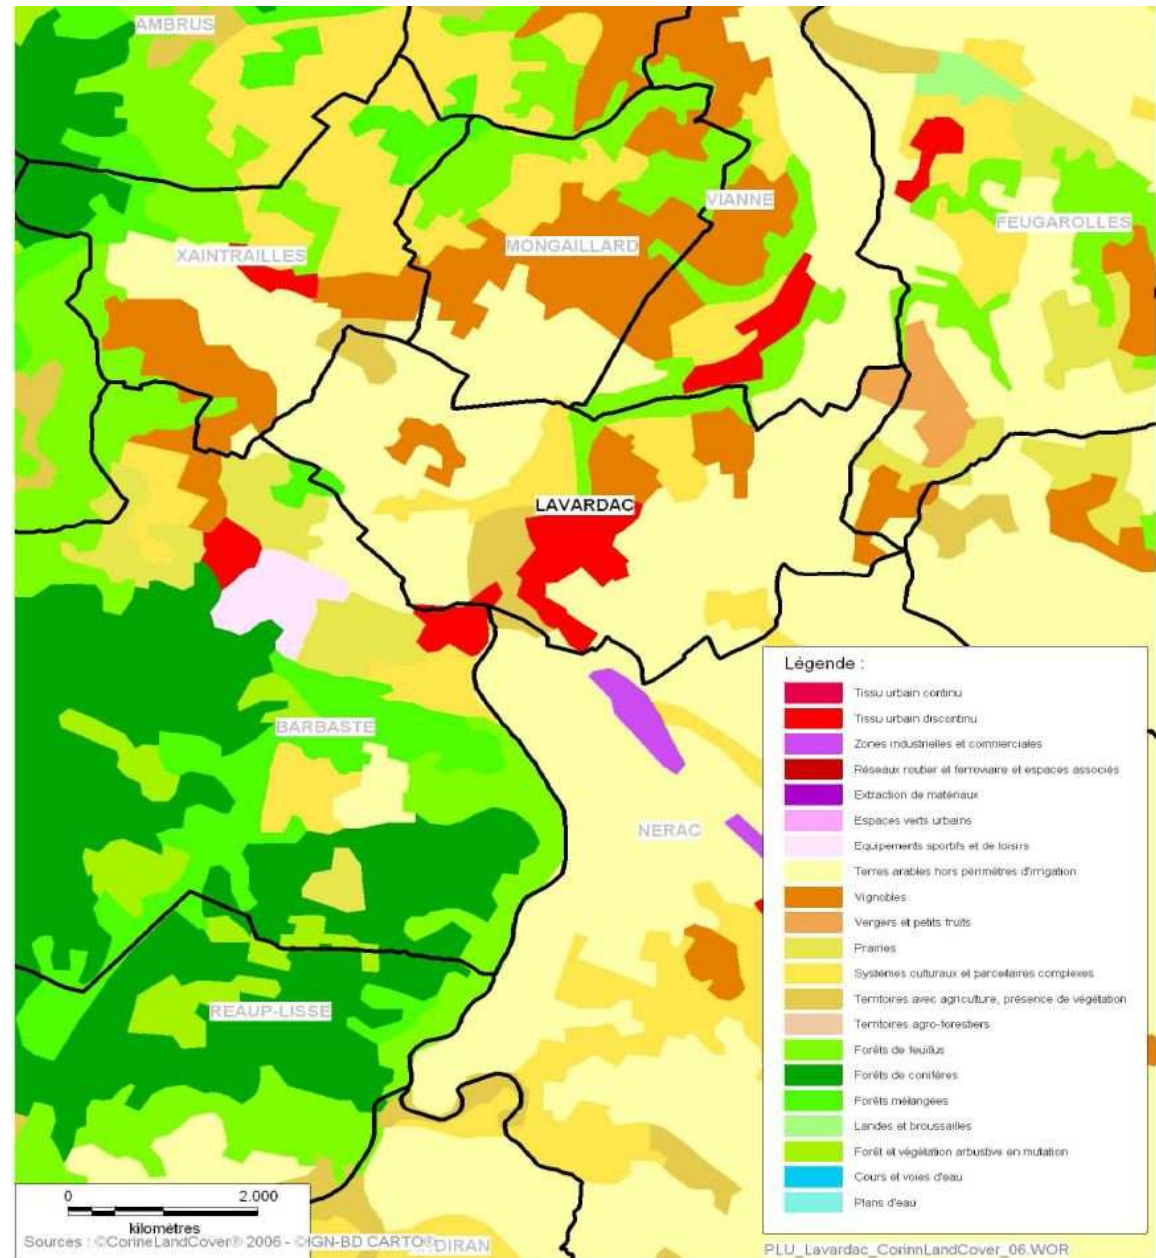 AMBRUS
VIANNE
FEUGAROLLES
XAINTRAILLES
MONGAILLARD
LAVARDAC
BARBASTE
NERAC
REAUP-LISSE
Légende :
Tissu urbain continu
Tissu urbain discontinu
Zones industrielles et commerciales
Réseaux routier et ferroviaire et espaces associés
Extraction de matériaux
Espaces verts urbains
Equipements sportifs et de loisirs
Terres arables hors périmètres d'irrigation
Vignobles
Vergers et petits fruits
Prairies
Systèmes culturaux et parcellaires complexes
Territoires avec agriculture, présence de végétation
Territoires agro-forestiers
Forêts de feuillus
Forêts de conifères
Forêts mélangées
Landes et broussailles
Forêt et végétation arbustive en mutation
Cours et voies d'eau
Plans d'eau
0 2.000
kilomètres
Sources : ©CorineLandCover® 2006 - ©IGN-BD CARTO®
DIRAN
PLU_Lavardac_CorinnLandCover_06.WOR